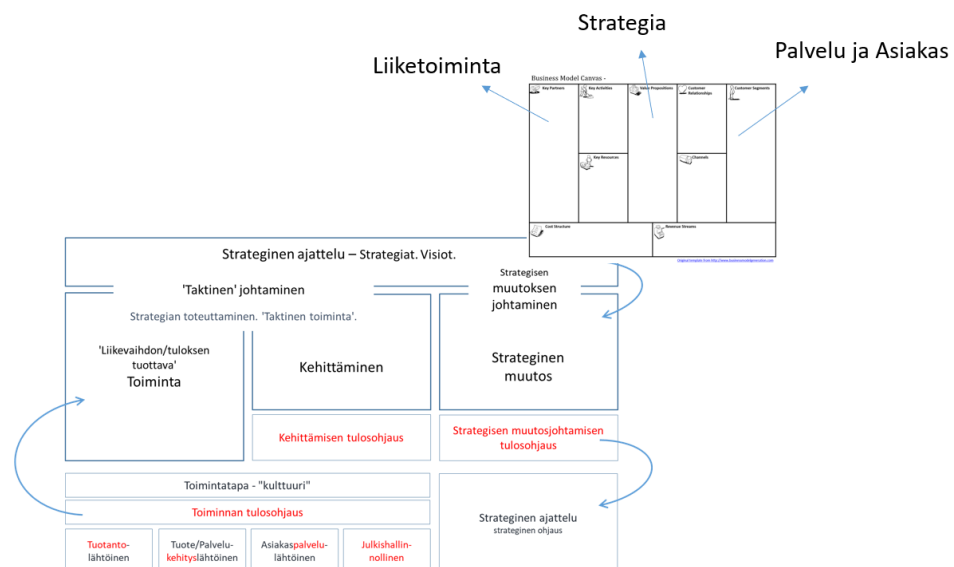 Strategia
Palvelu ja Asiakas
Liiketoiminta
Business Model Canvas -
Key Partners
Key Activities
Value Propositions
Customer
Relationships
Customer Segments
Key Resources
Channels
Cost Structure
Revenue Streams
Strateginen ajattelu – Strategiat. Visiot.
'Taktinen' johtaminen
Strategisen
muutoksen
johtaminen
Strategian toteuttaminen. 'Taktinen toiminta'.
'Liikevaihdon/tuloksen
tuottava'
Toiminta
Kehittäminen
Strateginen
muutos
Kehittämisen tulosohjaus
Strategisen muutosjohtamisen
tulosohjaus
Toimintatapa - "kulttuuri"
Toiminnan tulosohjaus
Strateginen ajattelu
strateginen ohjaus
Tuotanto-
lähtöinen
Tuote/Palvelu-
kehityslähtöinen
Asiakaspalvelu-
lähtöinen
Julkishallin-
nollinen